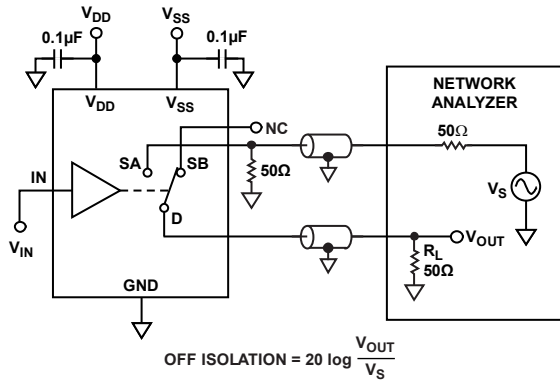 VDD
VSS
0.1µF
0.1µF
VDD
VSS
NC
NETWORK
ANALYZER
SA
SB
50Ω
50Ω
IN
VS
D
VIN
VOUT
RL
50Ω
GND
OFF ISOLATION = 20 log VOUT
VS